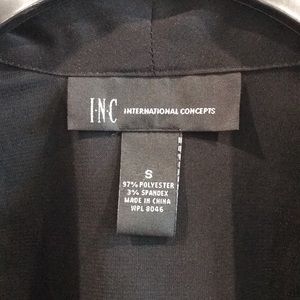 I·N·C INTERNATIONAL CONCEPTS
S
97% POLYESTER
3% SPANDEX
MADE IN CHINA
WPL 8046